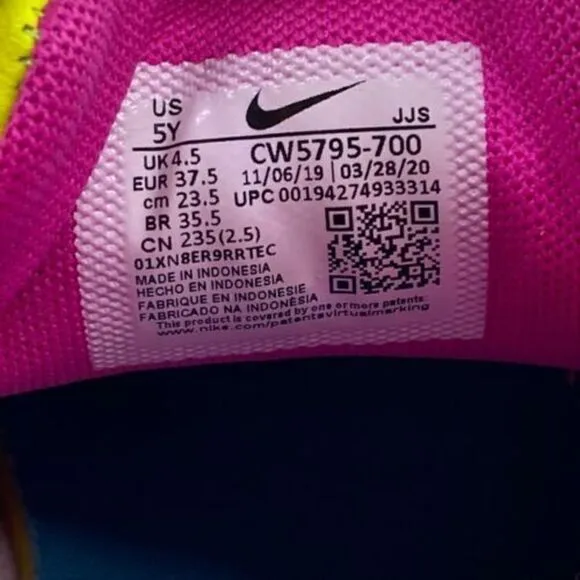 US
5Y
JJS
UK 4.5
CW5795-700
EUR 37.5
11/06/19 | 03/28/20
cm 23.5
UPC 00194274933314
BR 35.5
CN 235(2.5)
01XN8ER9RRTEC
MADE IN INDONESIA
HECHO EN INDONESIA
FABRIQUE EN INDONESIE
FABRICADO NA INDONÉSIA
This product is covered by one or more patents:
www.nike.com/patentsvirtualmarking